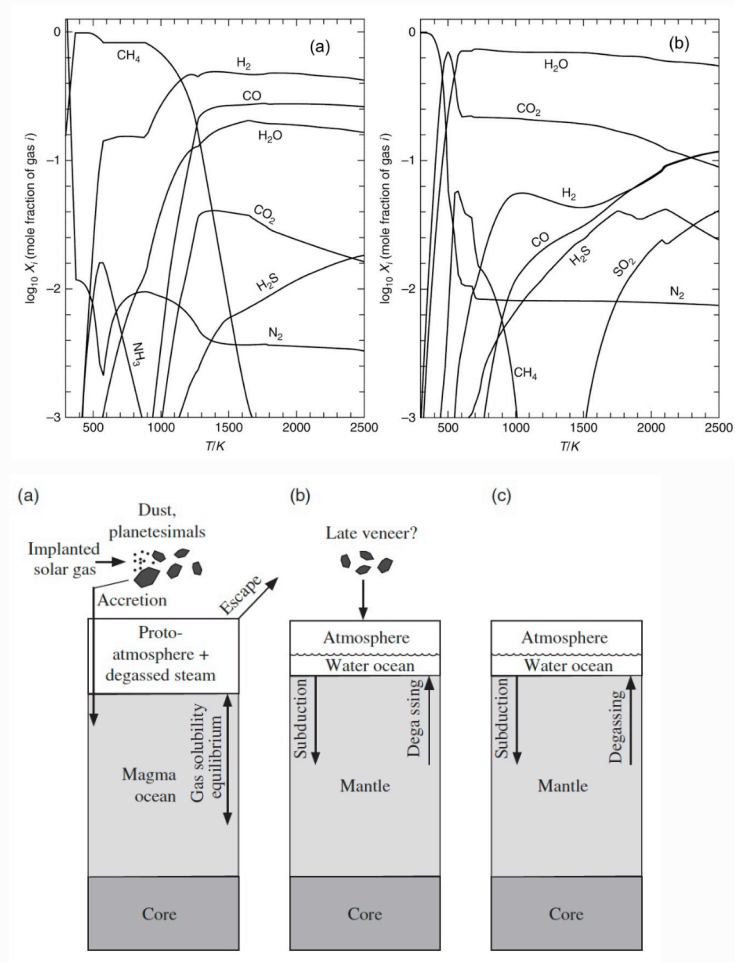 (a)
0
–1
–2
–3
log₁₀ Xᵢ (mole fraction of gas i)
CH₄
H₂
CO
H₂O
CO₂
H₂S
N₂
NH₃
500
1000
1500
2000
2500
T/K
(b)
0
–1
–2
–3
log₁₀ Xᵢ (mole fraction of gas i)
H₂O
CO₂
H₂
CO
H₂S
SO₂
N₂
CH₄
500
1000
1500
2000
2500
T/K
(a)
Dust,
planetesimals
Implanted
solar gas
Accretion
Escape
Proto-
atmosphere +
degassed steam
Magma
ocean
Gas solubility
equilibrium
Core
(b)
Late veneer?
Atmosphere
Water ocean
Subduction
Dega ssing
Mantle
Core
(c)
Atmosphere
Water ocean
Subduction
Degassing
Mantle
Core